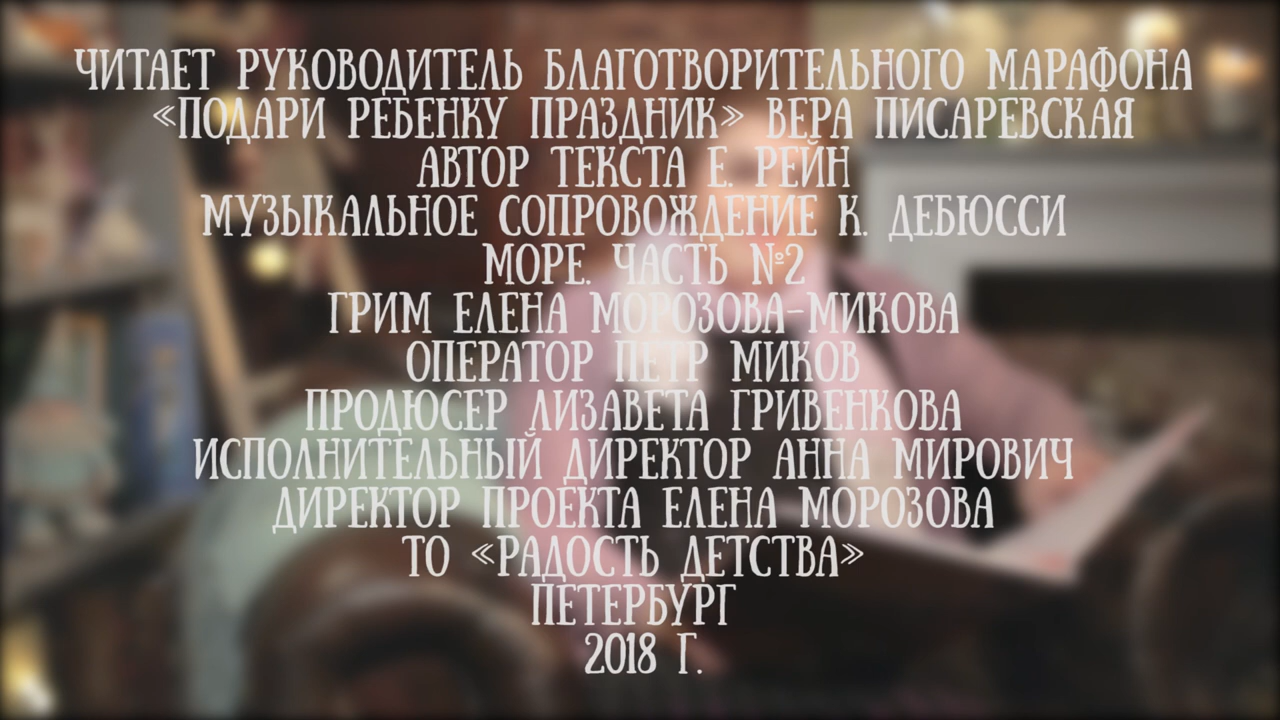 ЧИТАЕТ РУКОВОДИТЕЛЬ БЛАГОТВОРИТЕЛЬНОГО МАРАФОНА
«ПОДАРИ РЕБЕНКУ ПРАЗДНИК» ВЕРА ПИСАРЕВСКАЯ
АВТОР ТЕКСТА Е. РЕЙН
МУЗЫКАЛЬНОЕ СОПРОВОЖДЕНИЕ К. ДЕБЮССИ
МОРЕ. ЧАСТЬ №2
ГРИМ ЕЛЕНА МОРОЗОВА-МИКОВА
ОПЕРАТОР ПЕТР МИКОВ
ПРОДЮСЕР ЛИЗАВЕТА ГРИВЕНКОВА
ИСПОЛНИТЕЛЬНЫЙ ДИРЕКТОР АННА МИРОВИЧ
ДИРЕКТОР ПРОЕКТА ЕЛЕНА МОРОЗОВА
ТО «РАДОСТЬ ДЕТСТВА»
ПЕТЕРБУРГ
2018 Г.